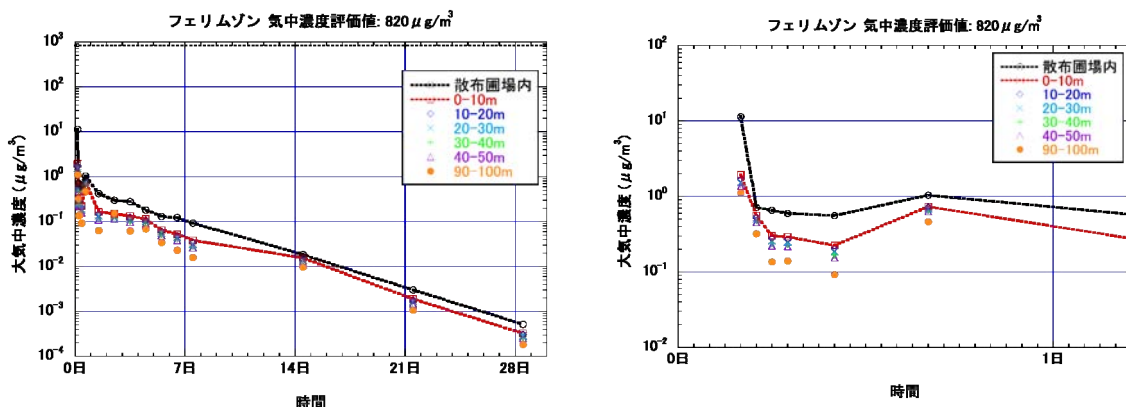 フェリムゾン 気中濃度評価値: 820μg/m³
大気中濃度 (μg/m³)
10³
10²
10¹
10⁰
10⁻¹
10⁻²
10⁻³
10⁻⁴
0日
7日
14日
21日
28日
時間
散布圃場内
0-10m
10-20m
20-30m
30-40m
40-50m
90-100m
フェリムゾン 気中濃度評価値: 820μg/m³
大気中濃度 (μg/m³)
10²
10¹
10⁰
10⁻¹
10⁻²
0日
1日
時間
散布圃場内
0-10m
10-20m
20-30m
30-40m
40-50m
90-100m